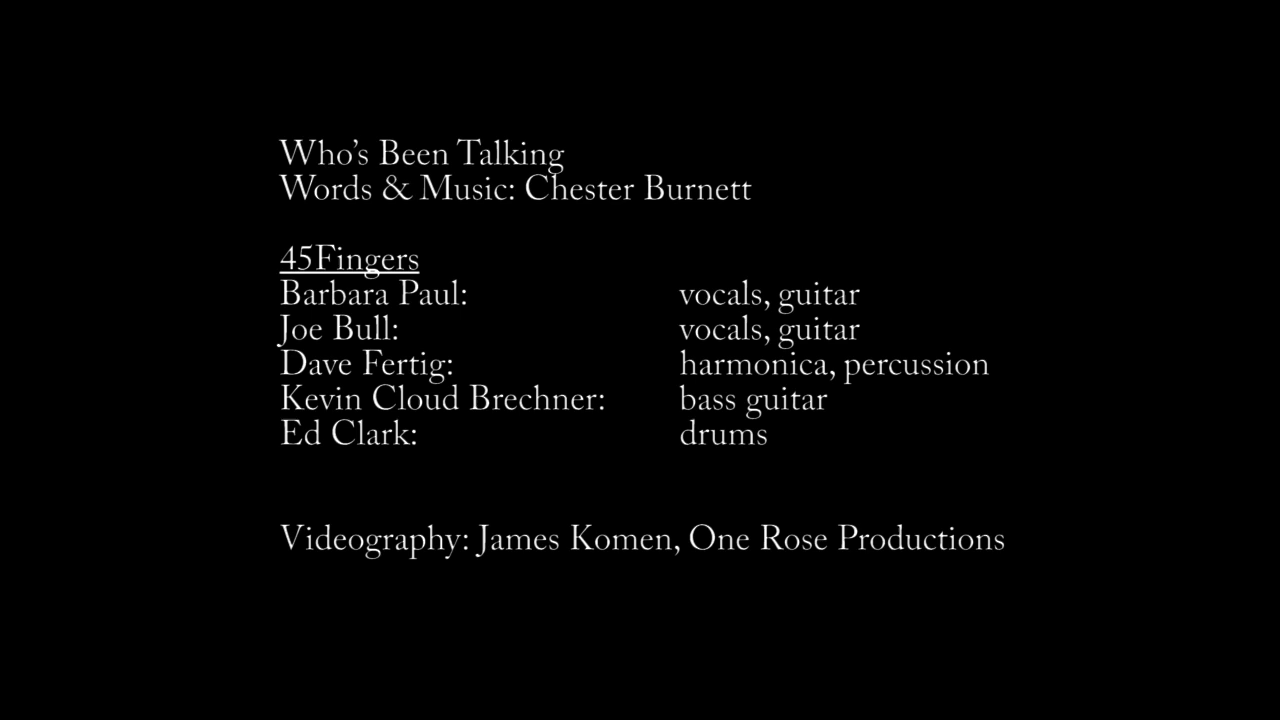 Who's Been Talking
Words & Music: Chester Burnett
45Fingers
Barbara Paul: vocals, guitar
Joe Bull: vocals, guitar
Dave Fertig: harmonica, percussion
Kevin Cloud Brechner: bass guitar
Ed Clark: drums
Videography: James Komen, One Rose Productions